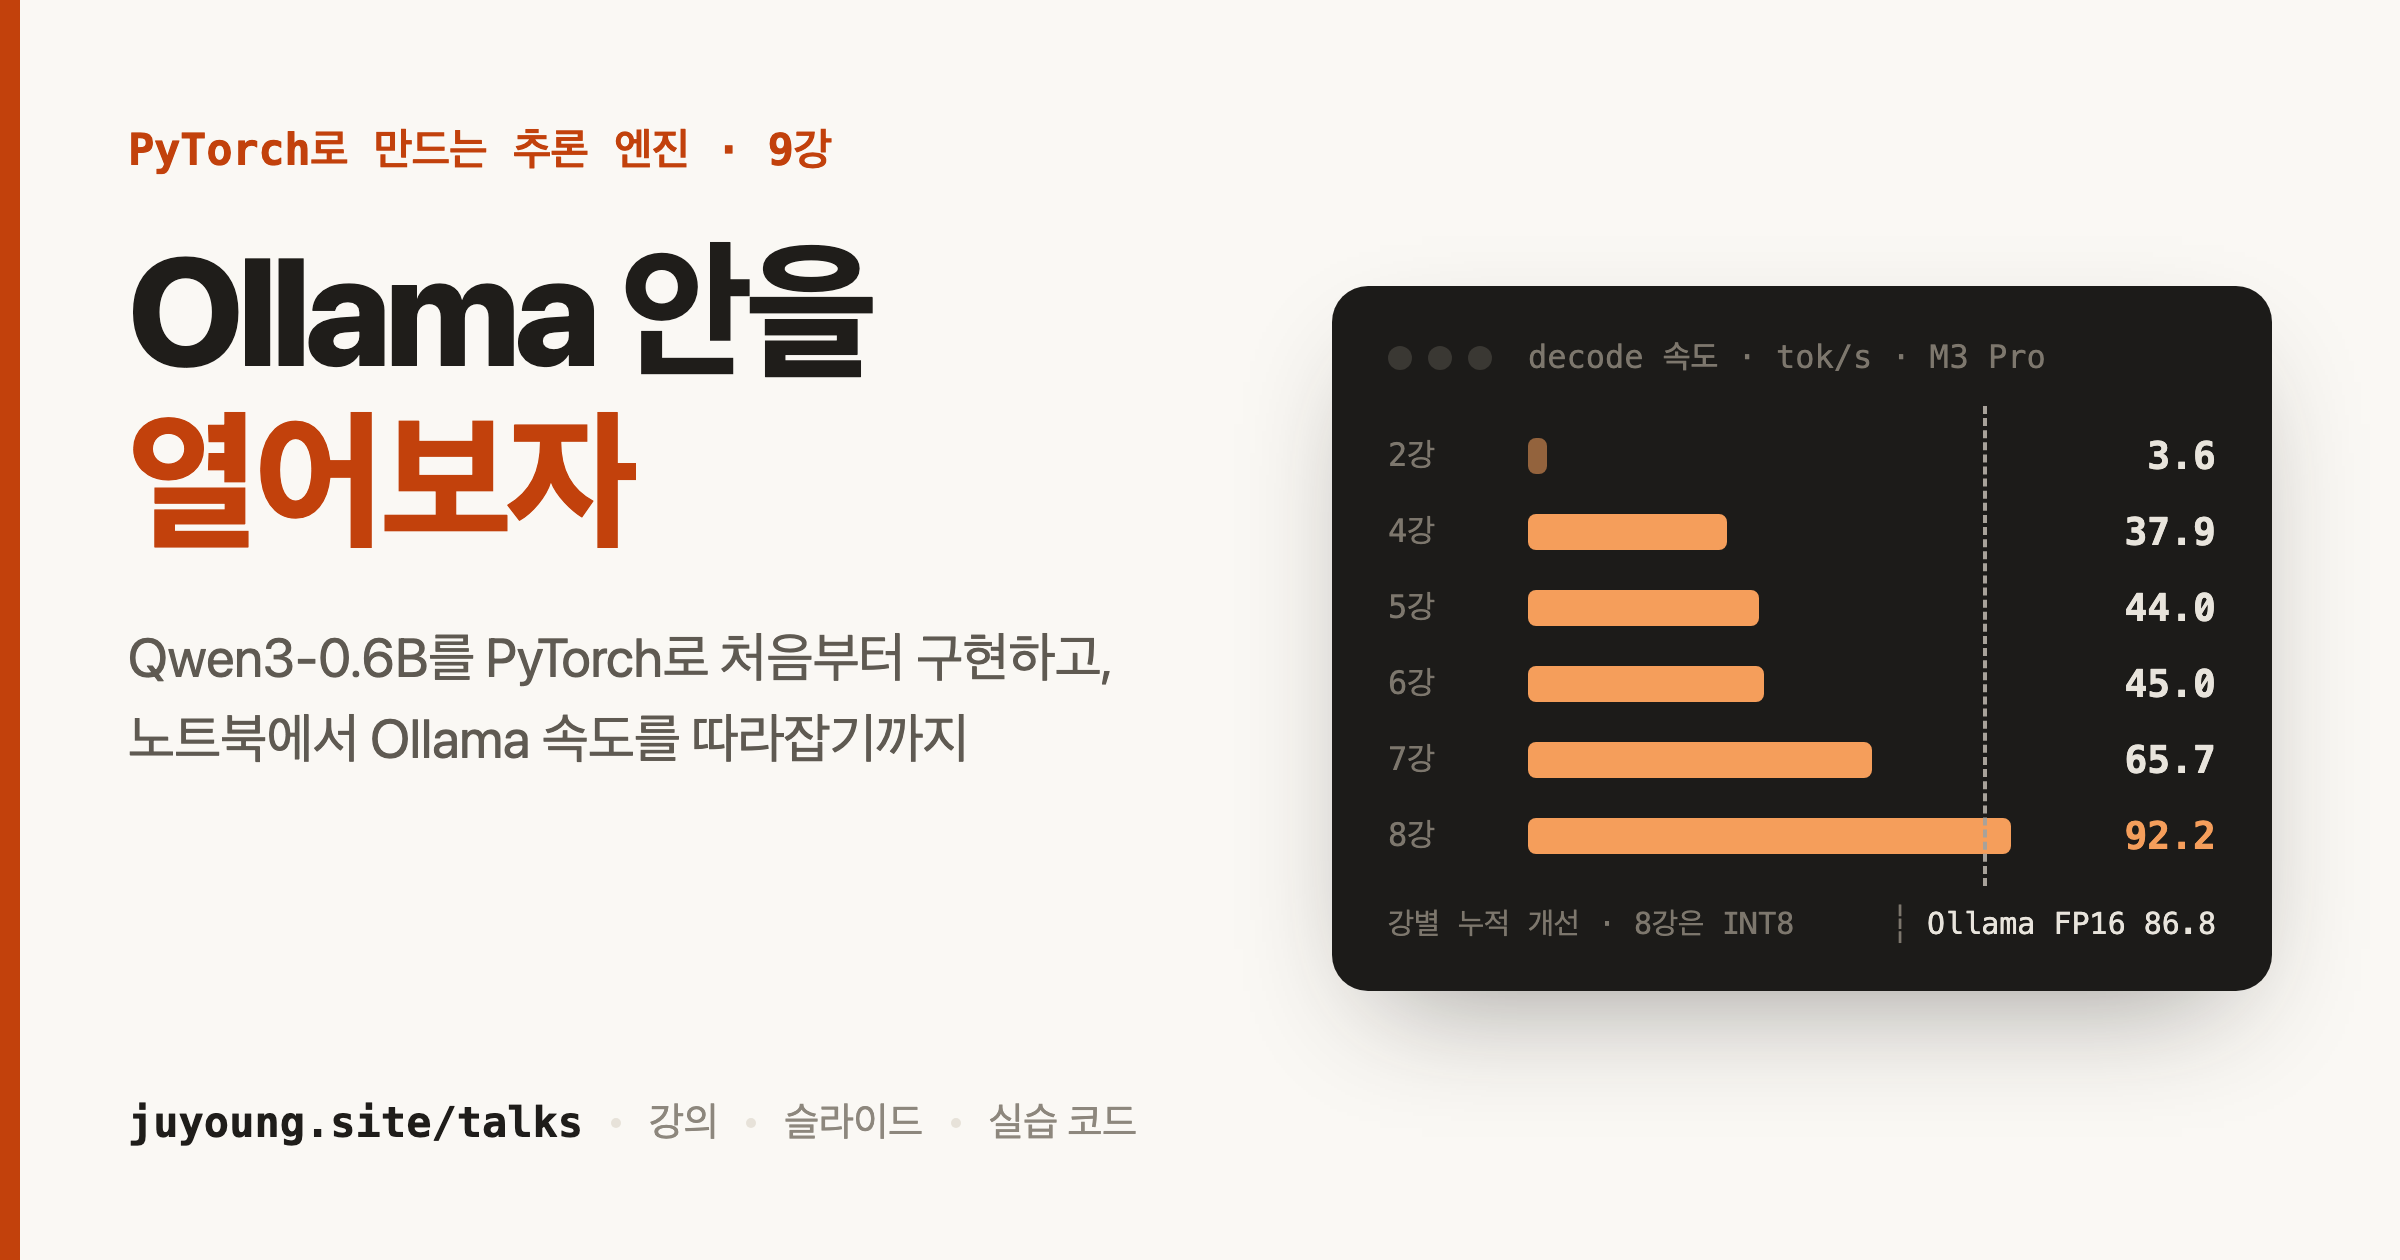 PyTorch로 만드는 추론 엔진 · 9강
Ollama 안을
열어보자
Qwen3-0.6B를 PyTorch로 처음부터 구현하고,
노트북에서 Ollama 속도를 따라잡기까지
juyoung.site/talks • 강의 • 슬라이드 • 실습 코드
decode 속도 · tok/s · M3 Pro
2강 3.6
4강 37.9
5강 44.0
6강 45.0
7강 65.7
8강 92.2
강별 누적 개선 · 8강은 INT8 ┆ Ollama FP16 86.8